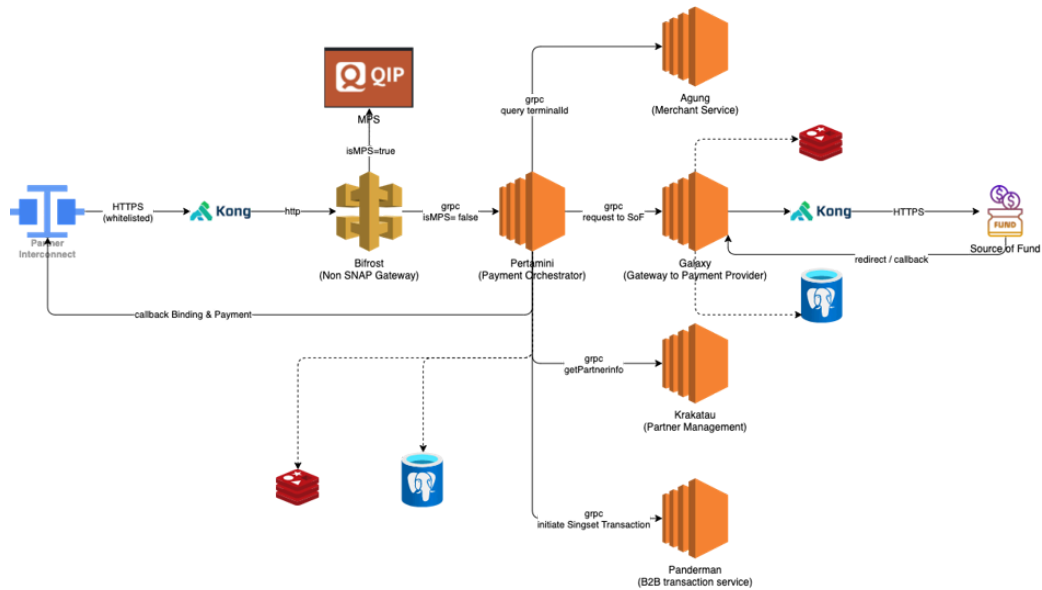 grpc
query terminalId
Agung
(Merchant Service)
QIP
MPS
isMPS=true
HTTPS
(whitelisted)
Kong
http
grpc
isMPS= false
grpc
request to SoF
Kong
HTTPS
FUND
Partner
Interconnect
Bifrost
(Non SNAP Gateway)
Pertamini
(Payment Orchestrator)
Galaxy
(Gateway to Payment Provider)
Source of Fund
redirect / callback
callback Binding & Payment
grpc
getPartnerinfo
Krakatau
(Partner Management)
grpc
initiate Singset Transaction
Panderman
(B2B transaction service)